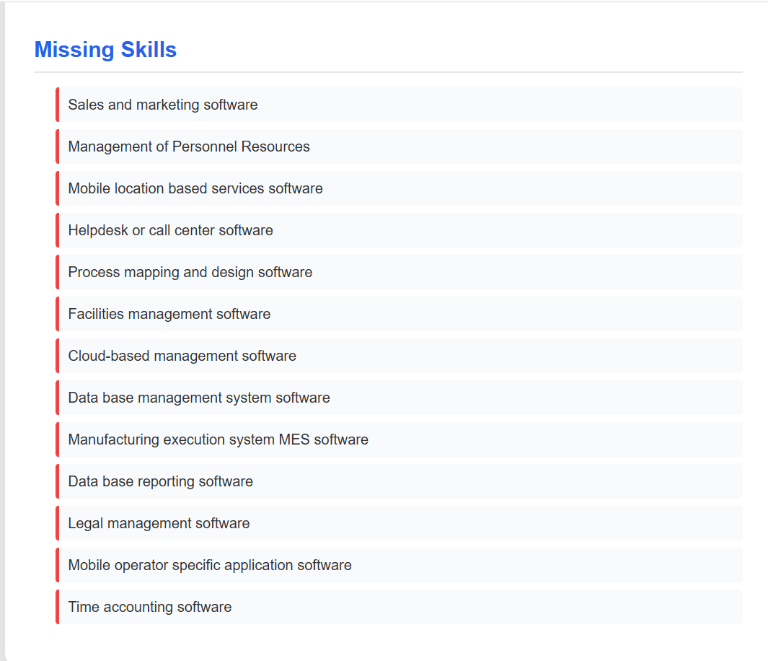 Missing Skills
Sales and marketing software
Management of Personnel Resources
Mobile location based services software
Helpdesk or call center software
Process mapping and design software
Facilities management software
Cloud-based management software
Data base management system software
Manufacturing execution system MES software
Data base reporting software
Legal management software
Mobile operator specific application software
Time accounting software